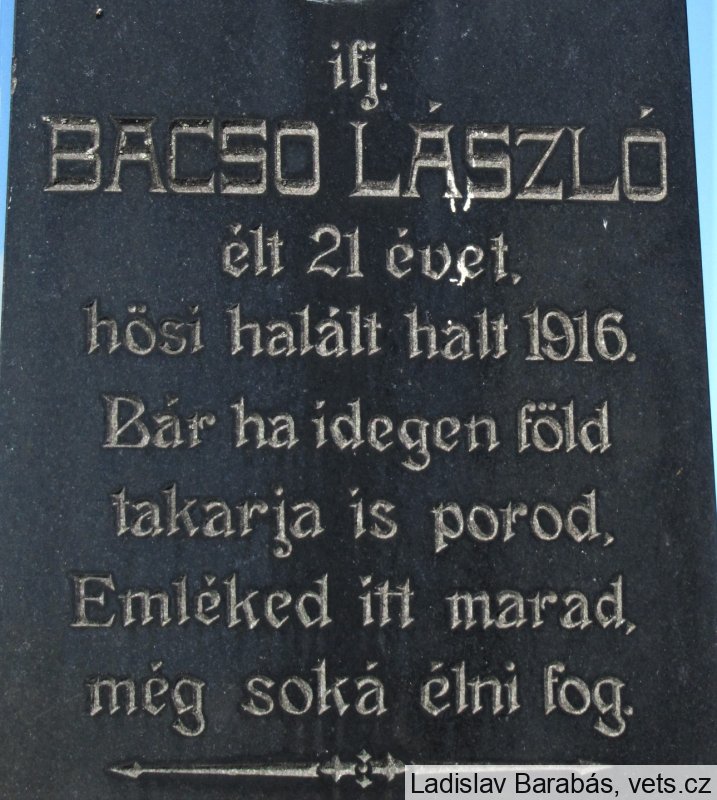 ifj.
BACSO LÁSZLÓ
élt 21 évet,
hösi halált halt 1916.
Bár ha idegen föld
takarja is porod,
Emléked itt marad,
még soká élni fog.
Ladislav Barabás, vets.cz